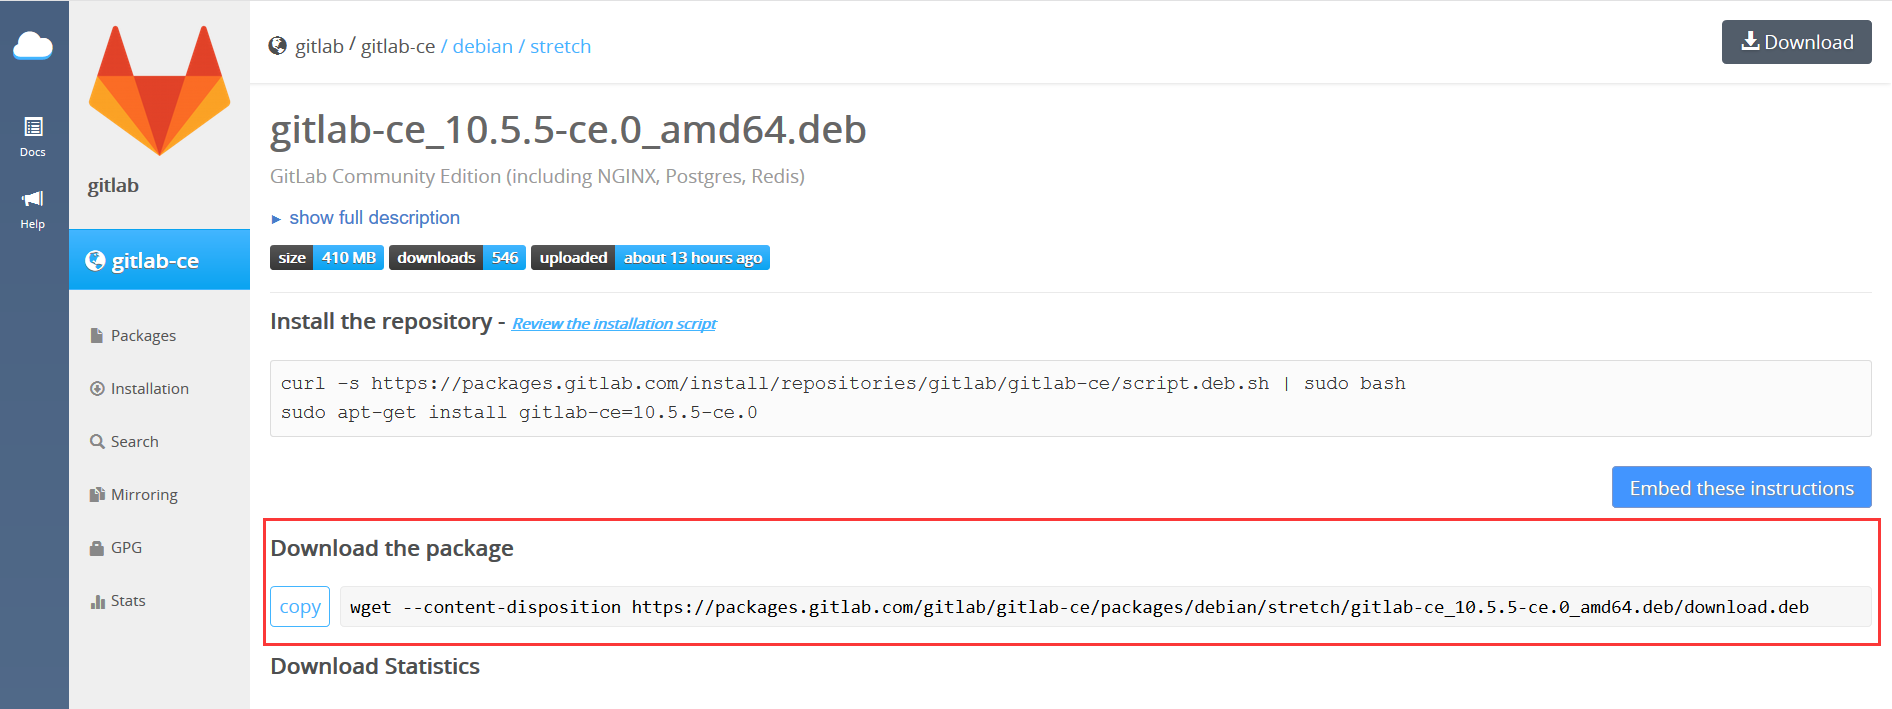 gitlab / gitlab-ce / debian / stretch
Download
Docs
Help
gitlab
gitlab-ce
Packages
Installation
Search
Mirroring
GPG
Stats
gitlab-ce_10.5.5-ce.0_amd64.deb
GitLab Community Edition (including NGINX, Postgres, Redis)
► show full description
size 410 MB downloads 546 uploaded about 13 hours ago
Install the repository - Review the installation script
curl -s https://packages.gitlab.com/install/repositories/gitlab/gitlab-ce/script.deb.sh | sudo bash
sudo apt-get install gitlab-ce=10.5.5-ce.0
Embed these instructions
Download the package
copy wget --content-disposition https://packages.gitlab.com/gitlab/gitlab-ce/packages/debian/stretch/gitlab-ce_10.5.5-ce.0_amd64.deb/download.deb
Download Statistics